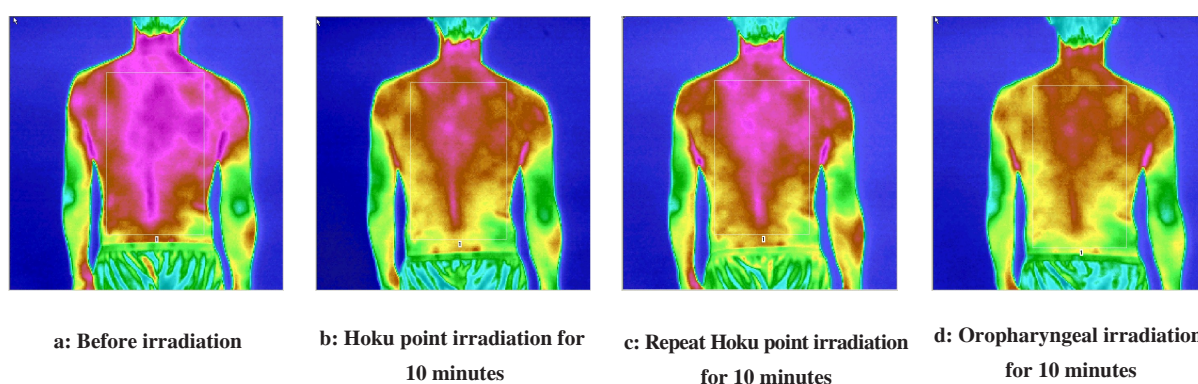 a: Before irradiation
b: Hoku point irradiation for
10 minutes
c: Repeat Hoku point irradiation
for 10 minutes
d: Oropharyngeal irradiation
for 10 minutes